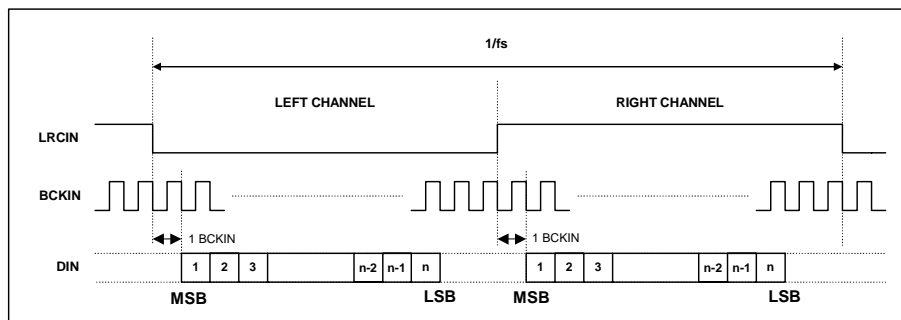 1/fs
LEFT CHANNEL RIGHT CHANNEL
LRCIN
BCKIN
1 BCKIN 1 BCKIN
DIN 1 2 3 n-2 n-1 n 1 2 3 n-2 n-1 n
MSB LSB MSB LSB